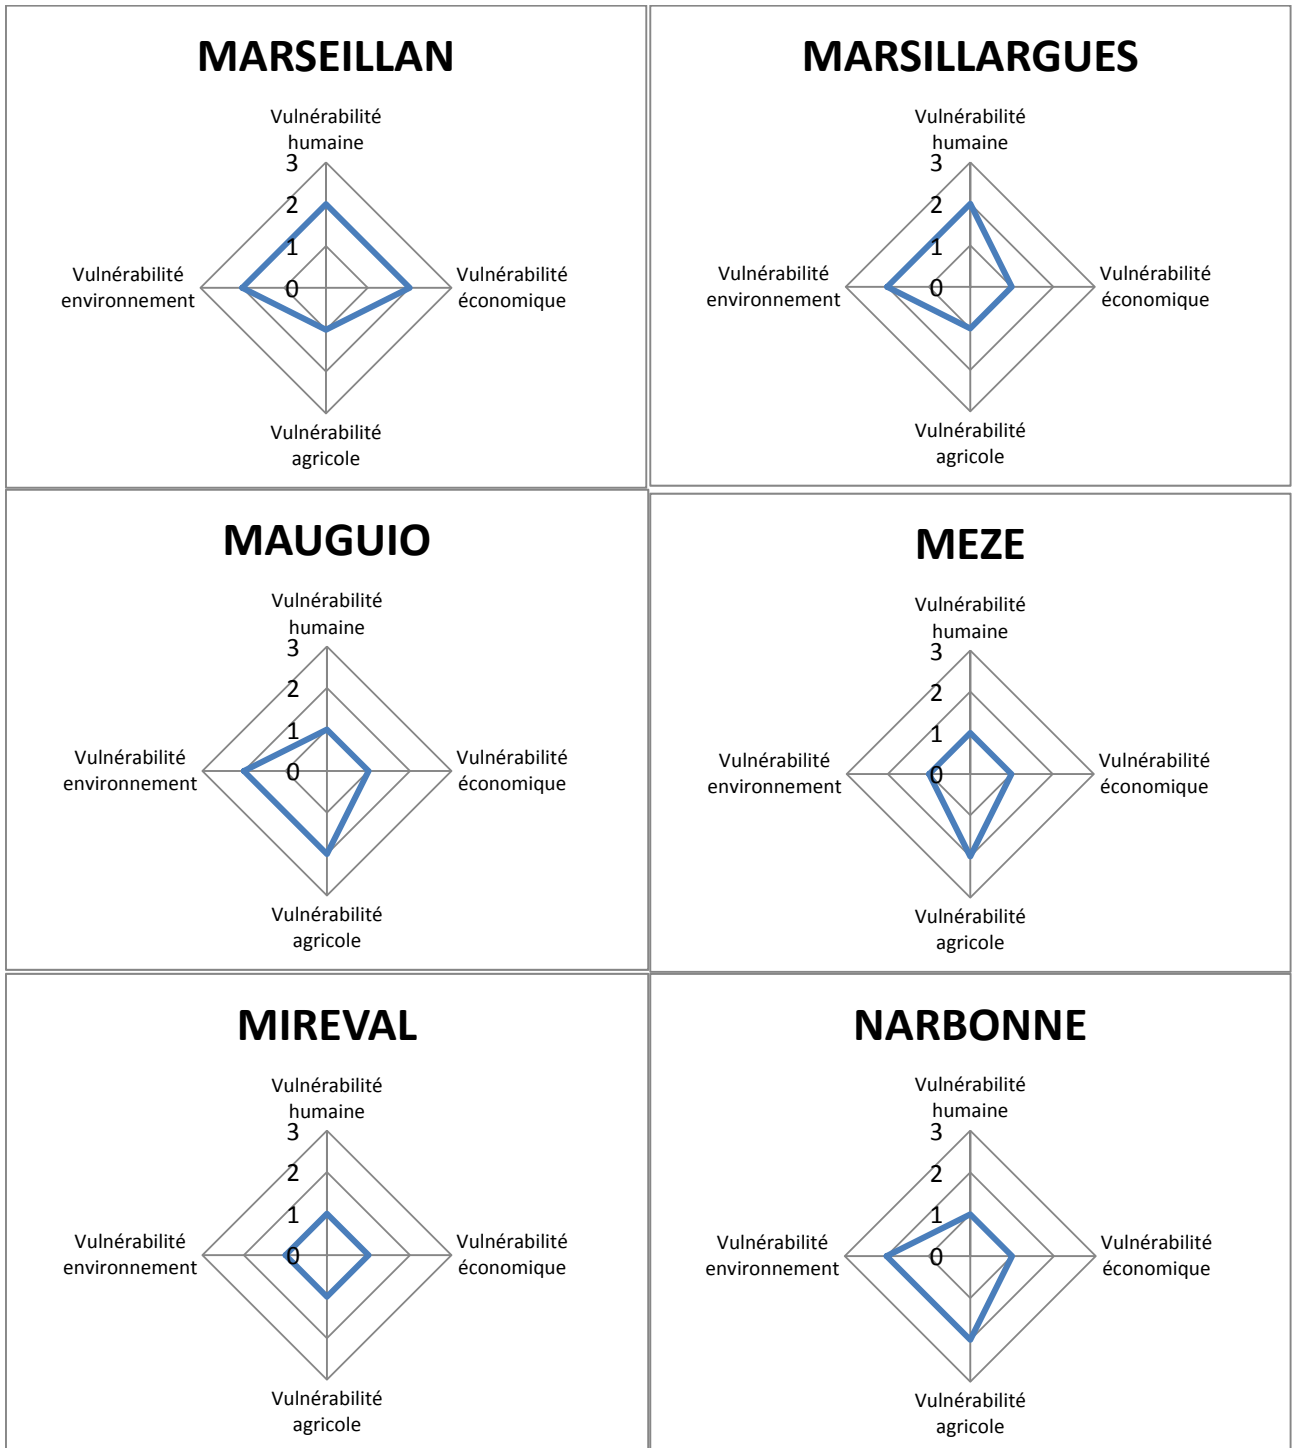 MARSEILLAN
Vulnérabilité
humaine
3
2
1
0
Vulnérabilité
environnement
Vulnérabilité
économique
Vulnérabilité
agricole
MARSILLARGUES
Vulnérabilité
humaine
3
2
1
0
Vulnérabilité
environnement
Vulnérabilité
économique
Vulnérabilité
agricole
MAUGUIO
Vulnérabilité
humaine
3
2
1
0
Vulnérabilité
environnement
Vulnérabilité
économique
Vulnérabilité
agricole
MEZE
Vulnérabilité
humaine
3
2
1
0
Vulnérabilité
environnement
Vulnérabilité
économique
Vulnérabilité
agricole
MIREVAL
Vulnérabilité
humaine
3
2
1
0
Vulnérabilité
environnement
Vulnérabilité
économique
Vulnérabilité
agricole
NARBONNE
Vulnérabilité
humaine
3
2
1
0
Vulnérabilité
environnement
Vulnérabilité
économique
Vulnérabilité
agricole